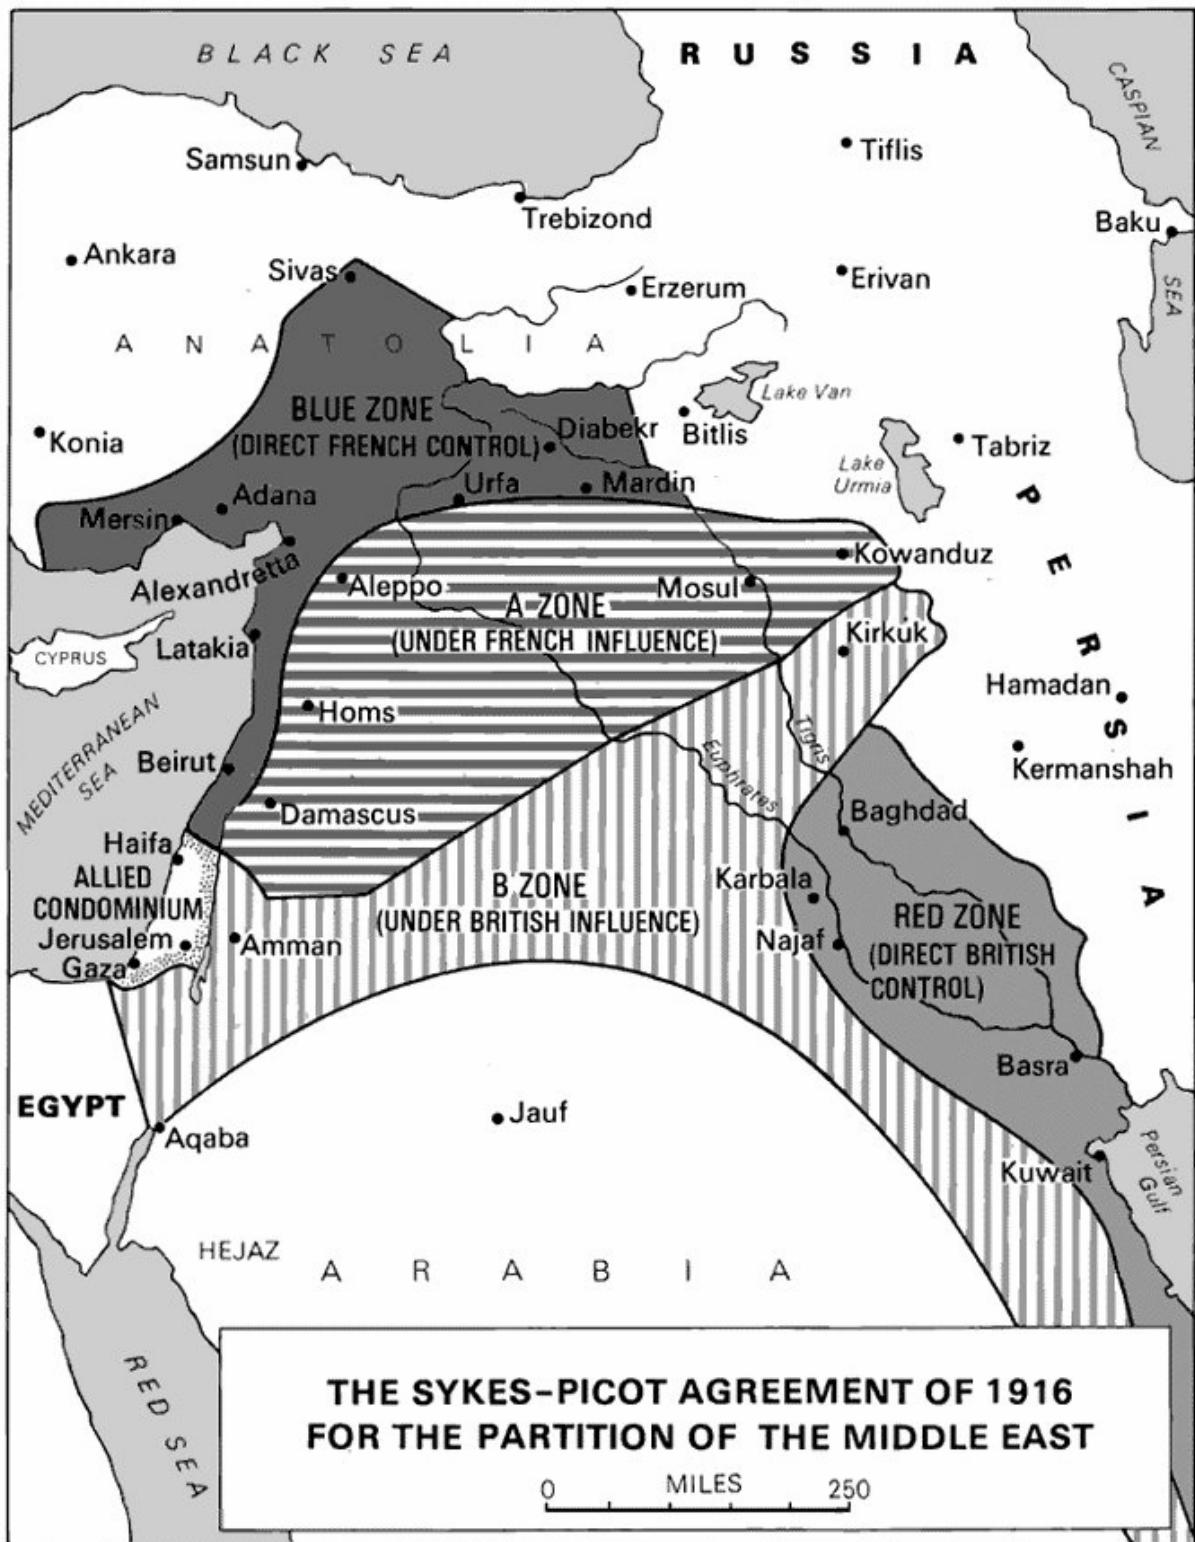 BLACK SEA
RUSSIA
CASPIAN
SEA
Samsun
Tiflis
Trebizond
Baku
Ankara
Sivas
Erzerum
Erivan
ANATOLIA
Lake Van
BLUE ZONE
(DIRECT FRENCH CONTROL)
Diabekr
Bitlis
Konia
Tabriz
Lake
Urmia
Urfa
Mardin
Adana
Mersin
PERSIA
Alexandretta
Aleppo
Mosul
Kowanduz
A ZONE
(UNDER FRENCH INFLUENCE)
Kirkuk
CYPRUS
Latakia
Hamadan
MEDITERRANEAN
SEA
Homs
Tigris
Euphrates
Beirut
Kermanshah
Damascus
Baghdad
Haifa
ALLIED
CONDOMINIUM
B ZONE
(UNDER BRITISH INFLUENCE)
Karbala
RED ZONE
(DIRECT BRITISH
CONTROL)
Jerusalem
Amman
Najaf
Gaza
Basra
EGYPT
Jauf
Aqaba
Kuwait
Persian
Gulf
HEJAZ
ARABIA
RED SEA
THE SYKES-PICOT AGREEMENT OF 1916
FOR THE PARTITION OF THE MIDDLE EAST
0 MILES 250